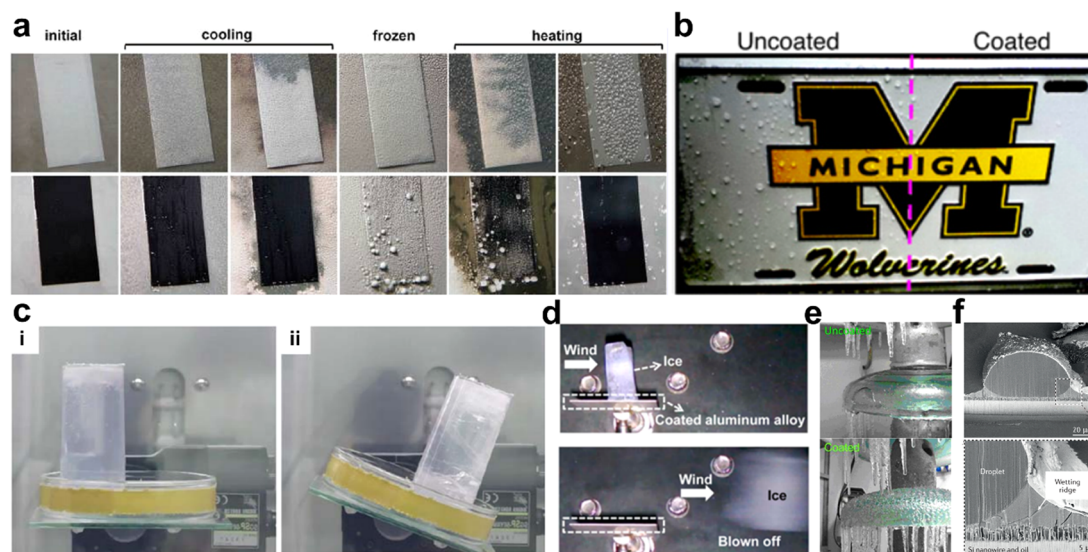 a
initial
cooling
frozen
heating
b
Uncoated
Coated
MICHIGAN
Wolverines
®
c
i
ii
d
Wind
Ice
Coated aluminum alloy
Wind
Ice
Blown off
e
Uncoated
Coated
f
20 µ
Droplet
Wetting
ridge
Si nanowire and oil